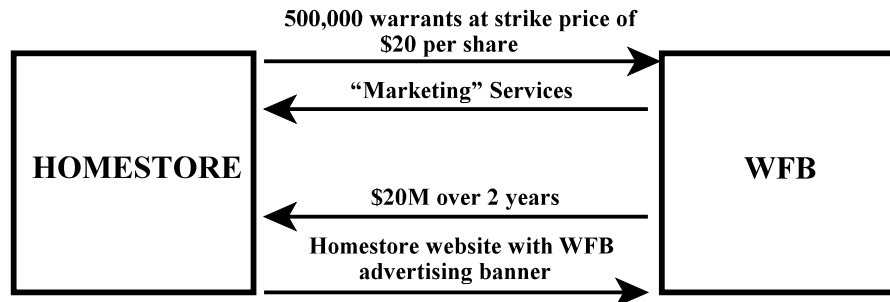 500,000 warrants at strike price of
$20 per share
“Marketing” Services
HOMESTORE
WFB
$20M over 2 years
Homestore website with WFB
advertising banner